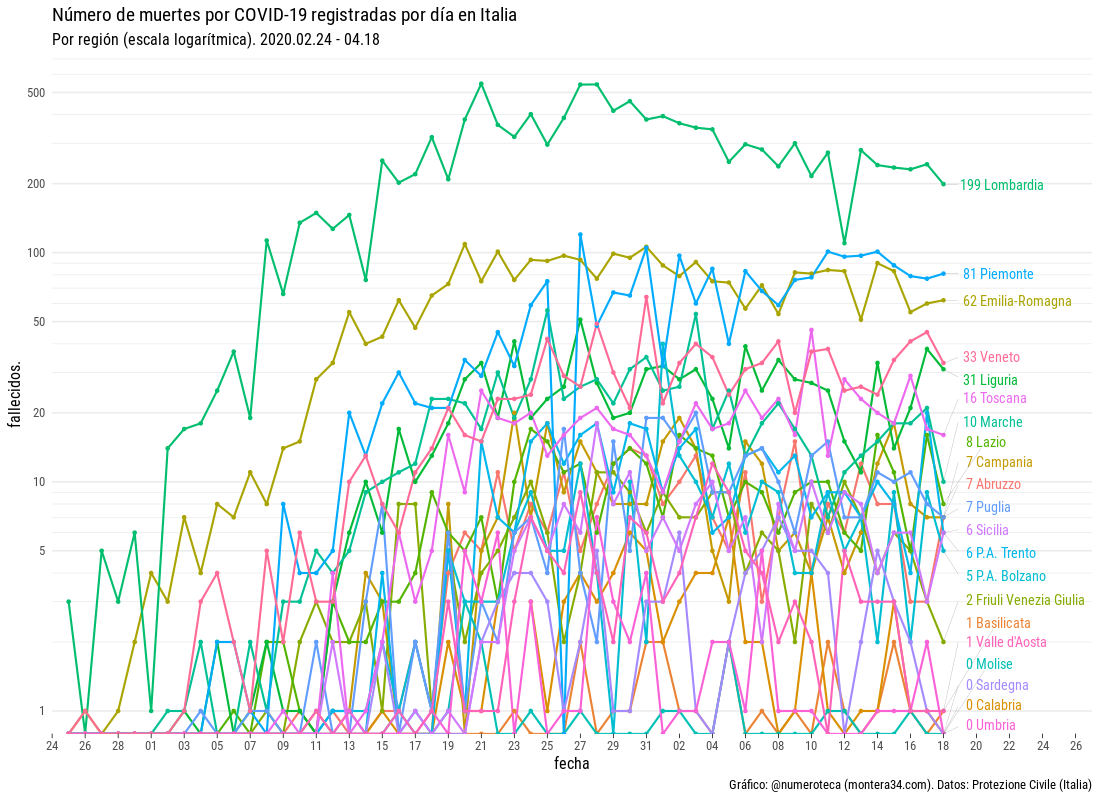 Número de muertes por COVID-19 registradas por día en Italia
Por región (escala logarítmica). 2020.02.24 - 04.18
fallecidos.
500
200
100
50
20
10
5
1
199 Lombardia
81 Piemonte
62 Emilia-Romagna
33 Veneto
31 Liguria
16 Toscana
10 Marche
8 Lazio
7 Campania
7 Abruzzo
7 Puglia
6 Sicilia
6 P.A. Trento
5 P.A. Bolzano
2 Friuli Venezia Giulia
1 Basilicata
1 Valle d'Aosta
0 Molise
0 Sardegna
0 Calabria
0 Umbria
24 26 28 01 03 05 07 09 11 13 15 17 19 21 23 25 27 29 31 02 04 06 08 10 12 14 16 18 20 22 24 26
fecha
Gráfico: @numeroteca (montera34.com). Datos: Protezione Civile (Italia)